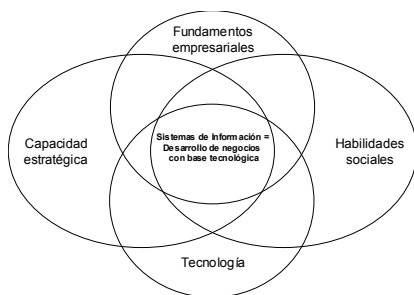 Fundamentos
empresariales
Capacidad
estratégica
Sistemas de Información =
Desarrollo de negocios
con base tecnológica
Habilidades
sociales
Tecnología